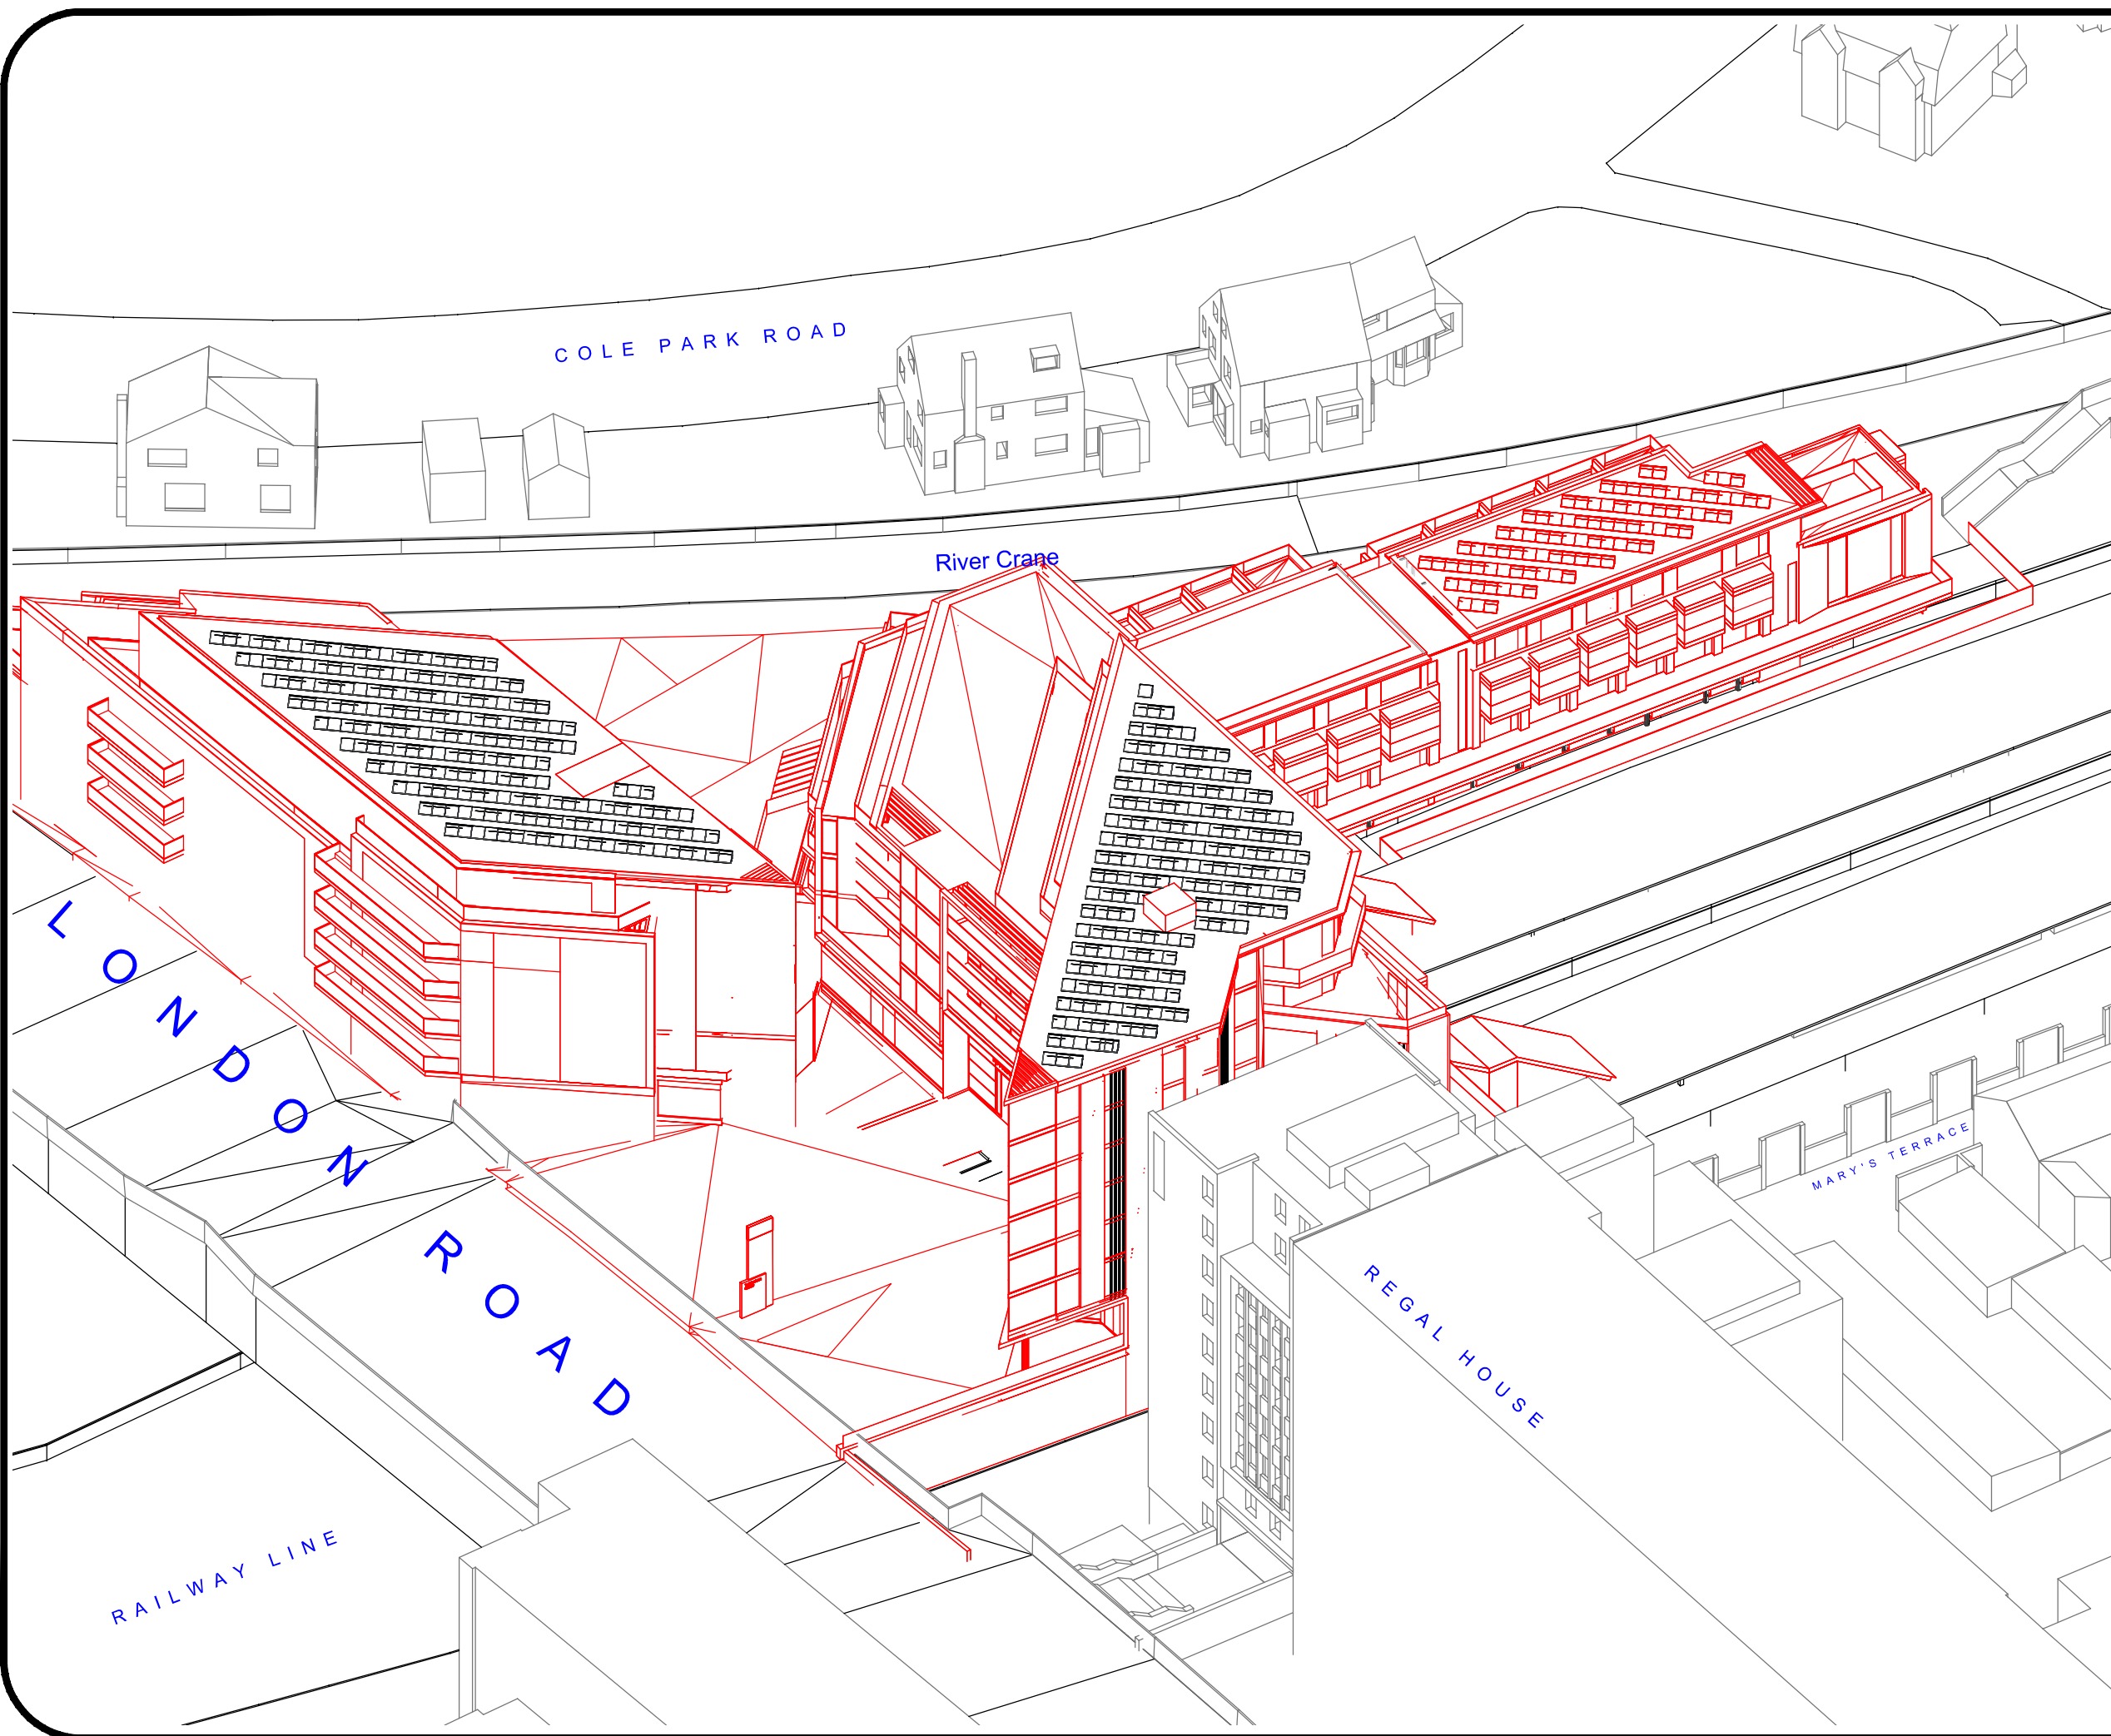 COLE PARK ROAD
River Crane
LONDON ROAD
MARY'S TERRACE
REGAL HOUSE
RAILWAY LINE